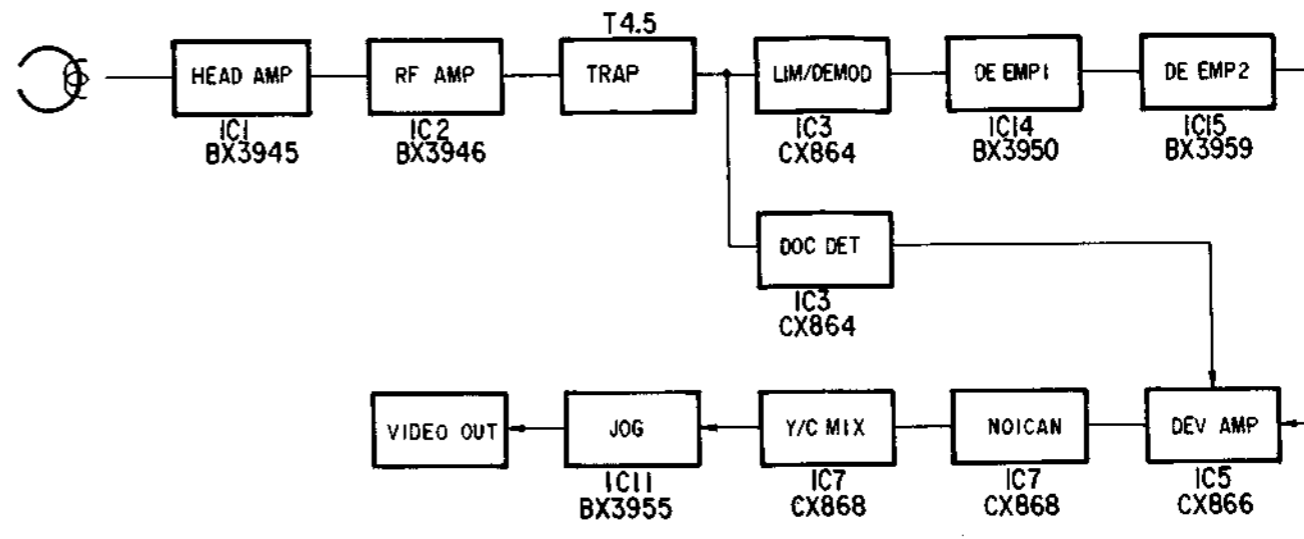 T4.5
HEAD AMP
RF AMP
TRAP
LIM/DEMOD
DE EMP1
DE EMP2
IC1
BX3945
IC2
BX3946
IC3
CX864
IC14
BX3950
IC15
BX3959
DOC DET
IC3
CX864
VIDEO OUT
JOG
Y/C MIX
NOICAN
DEV AMP
IC11
BX3955
IC7
CX868
IC7
CX868
IC5
CX866